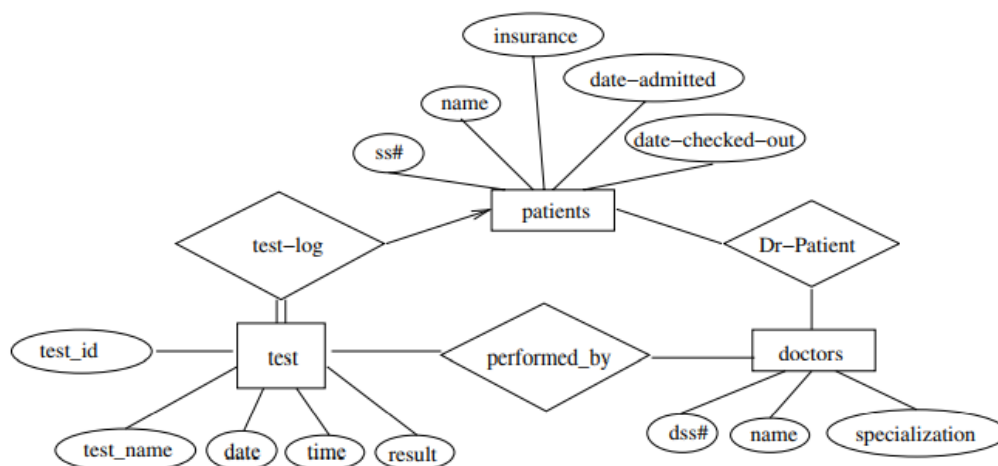 insurance
date-admitted
name
date-checked-out
ss#
patients
test-log
Dr-Patient
test_id
test
performed_by
doctors
test_name
date
time
result
dss#
name
specialization